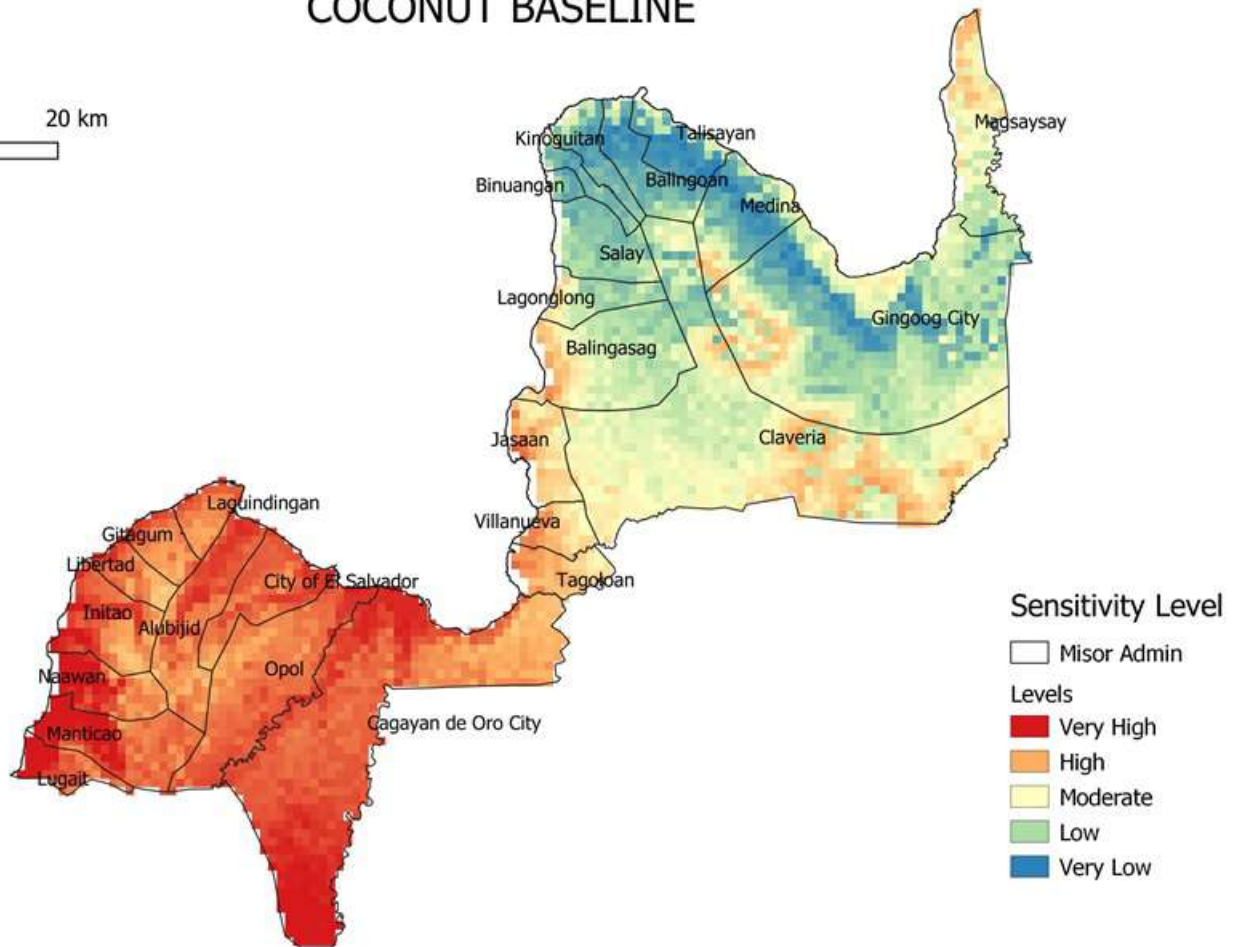 COCONUT BASELINE
20 km
Magsaysay
Kinoguitan
Talisayan
Binuangan
Balingoan
Medina
Salay
Lagonglong
Gingoog City
Balingasag
Jasaan
Claveria
Laguindingan
Villanueva
Gitagum
Libertad
City of El Salvador
Tagoloan
Initao
Alubijid
Naawan
Opol
Cagayan de Oro City
Manticao
Lugait
Sensitivity Level
Misor Admin
Levels
Very High
High
Moderate
Low
Very Low